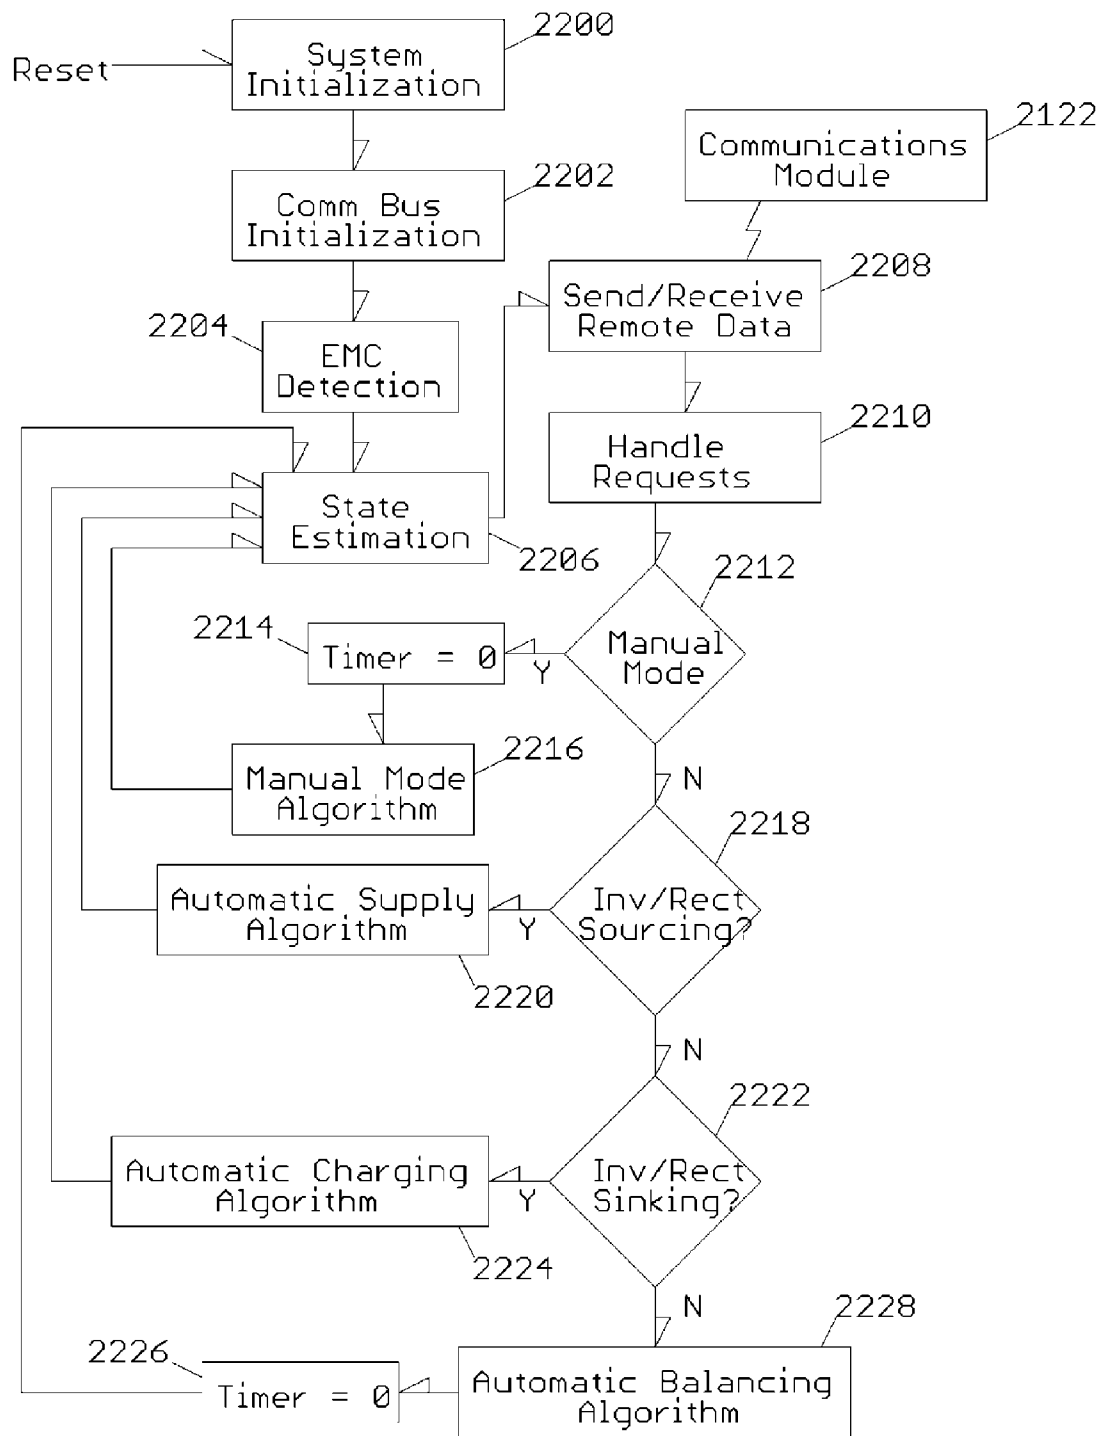 2200
System
Initialization
Reset
2122
Communications
Module
2202
Comm Bus
Initialization
2208
Send/Receive
Remote Data
2204
EMC
Detection
2210
Handle
Requests
State
Estimation
2206
2212
Manual
Mode
2214
Timer = 0
Y
2216
Manual Mode
Algorithm
N
2218
Inv/Rect
Sourcing?
Automatic Supply
Algorithm
Y
2220
N
2222
Inv/Rect
Sinking?
Automatic Charging
Algorithm
Y
2224
N
2228
2226
Timer = 0
Automatic Balancing
Algorithm